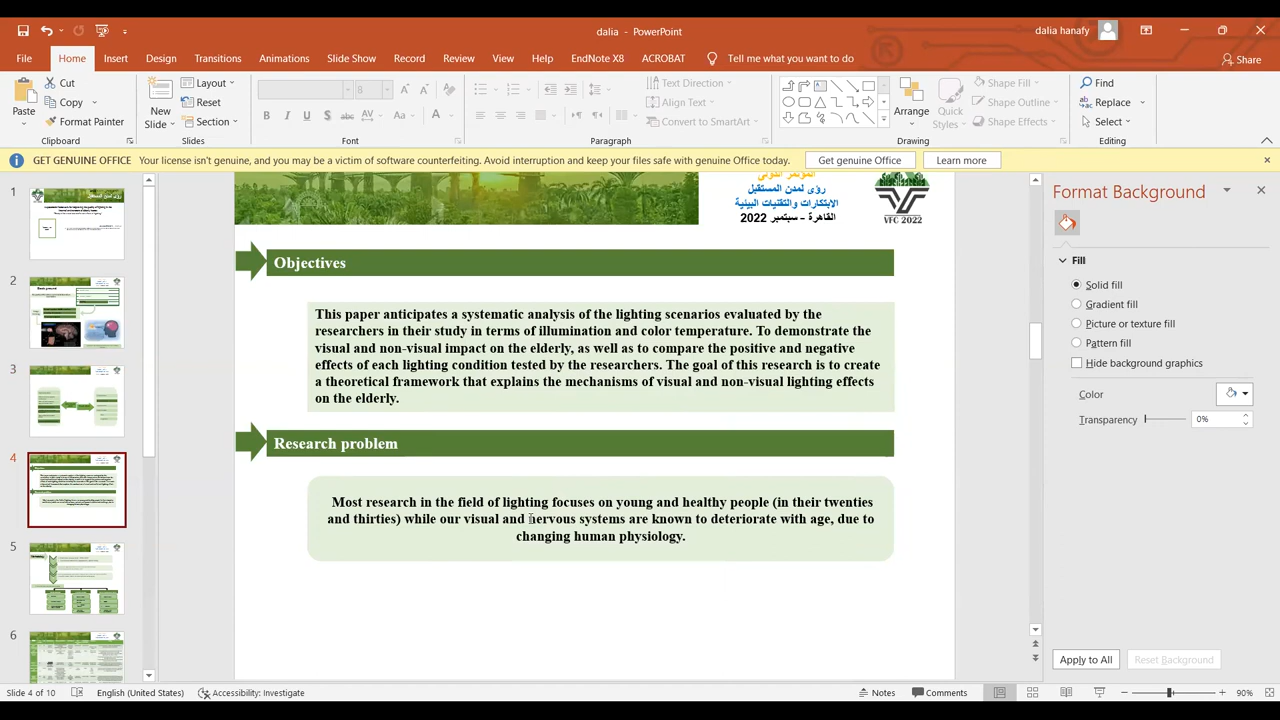 dalia - PowerPoint
dalia hanafy
File Home Insert Design Transitions Animations Slide Show Record Review View Help EndNote X8 ACROBAT Tell me what you want to do
Share
Paste
Cut
Copy
Format Painter
Clipboard
New Slide
Layout
Reset
Section
Slides
8
Font
Text Direction
Align Text
Convert to SmartArt
Paragraph
Arrange
Quick Styles
Shape Fill
Shape Outline
Shape Effects
Drawing
Find
Replace
Select
Editing
GET GENUINE OFFICE Your license isn't genuine, and you may be a victim of software counterfeiting. Avoid interruption and keep your files safe with genuine Office today. Get genuine Office Learn more
1
2
3
4
5
6
المؤتمر الدولى
رؤى لمدن المستقبل
الابتكارات والتقنيات البيئية
القاهرة - سبتمبر 2022
VFC 2022
Objectives
This paper anticipates a systematic analysis of the lighting scenarios evaluated by the
researchers in their study in terms of illumination and color temperature. To demonstrate the
visual and non-visual impact on the elderly, as well as to compare the positive and negative
effects of each lighting condition tested by the researchers. The goal of this research is to create
a theoretical framework that explains the mechanisms of visual and non-visual lighting effects
on the elderly.
Research problem
Most research in the field of lighting focuses on young and healthy people (in their twenties
and thirties) while our visual and nervous systems are known to deteriorate with age, due to
changing human physiology.
Format Background
Fill
Solid fill
Gradient fill
Picture or texture fill
Pattern fill
Hide background graphics
Color
Transparency 0%
Apply to All Reset Background
Slide 4 of 10 English (United States) Accessibility: Investigate Notes Comments 90%